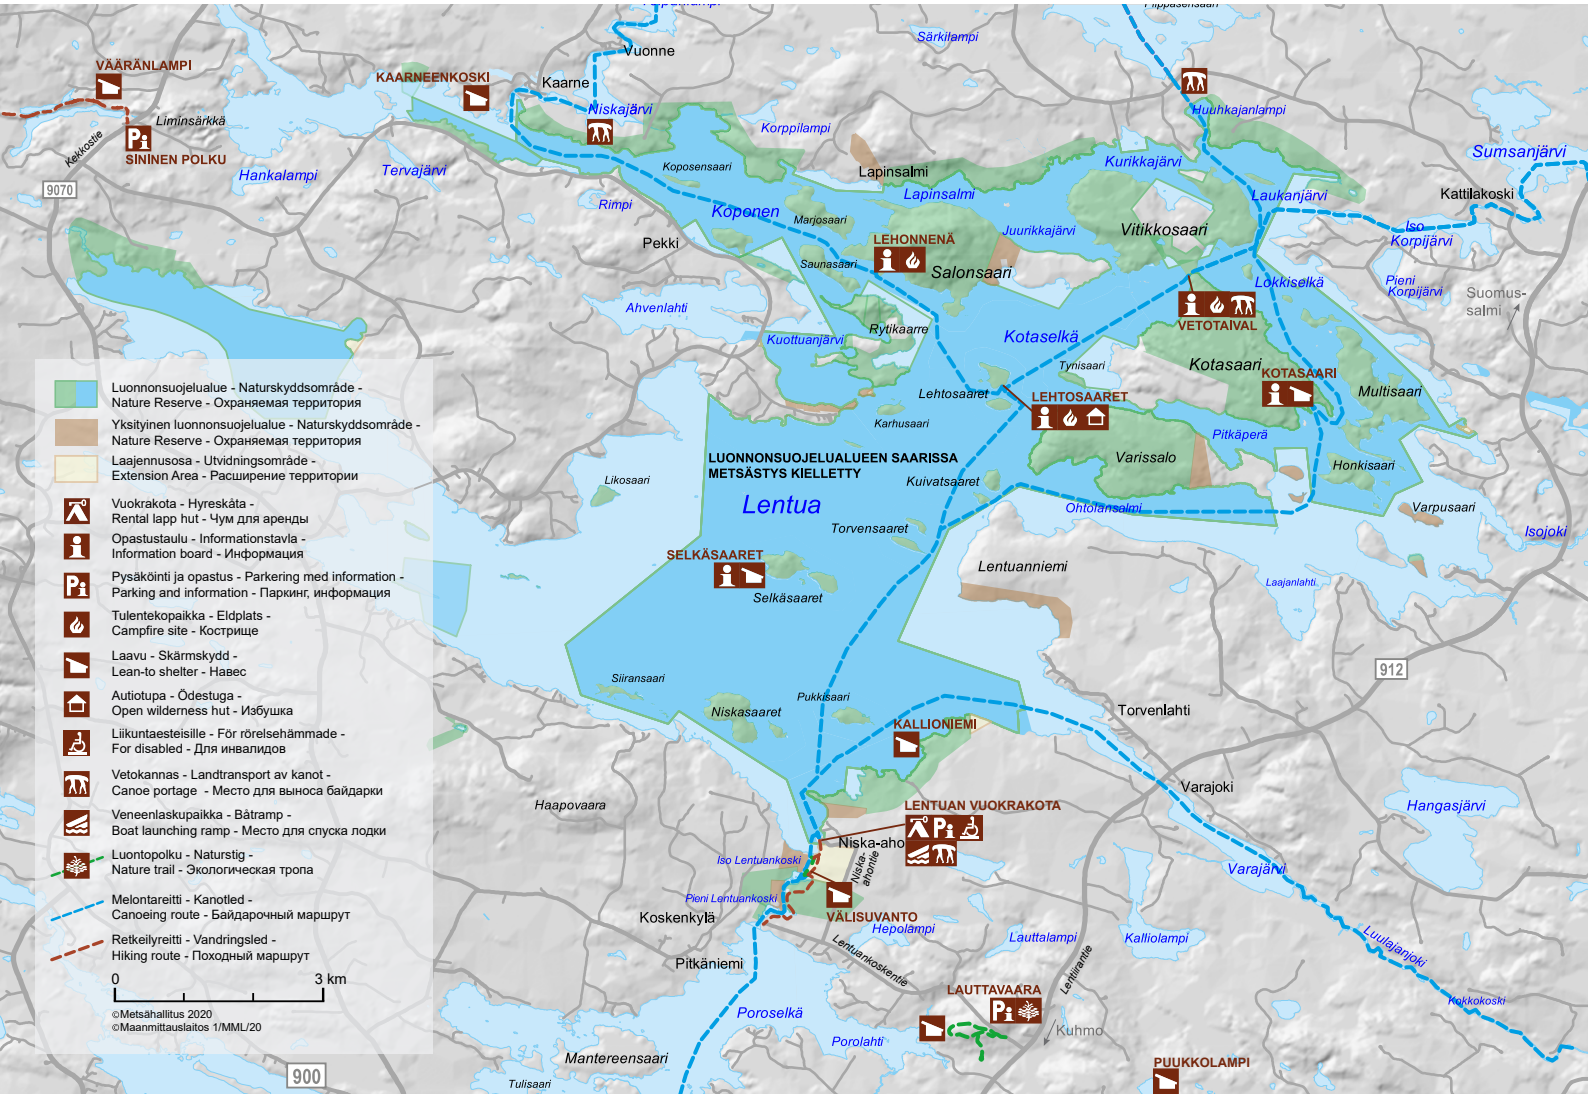 Piippasensaari
Särkilampi
Vuonne
VÄÄRÄNLAMPI
KAARNEENKOSKI
Kaarne
Niskajärvi
Huuhkajanlampi
Liminsärkkä
Kekkostie
SININEN POLKU
Korppilampi
Sumsanjärvi
Hankalampi
Tervajärvi
Koposensaari
Lapinsalmi
Kurikkajärvi
9070
Rimpi
Lapinsalmi
Laukanjärvi
Kattilakoski
Koponen
Marjosaari
Juurikkajärvi
Vitikkosaari
Iso
Korpijärvi
Pekki
LEHONNENÄ
Saunasaari
Salonsaari
Lokkiselkä
Pieni
Korpijärvi
Suomus-
salmi
Ahvenlahti
Rytikaarre
VETOTAIVAL
Kuottuanjärvi
Kotaselkä
Tynisaari
Kotasaari
KOTASAARI
Multisaari
Lehtosaaret
LEHTOSAARET
Karhusaari
Pitkäperä
LUONNONSUOJELUALUEEN SAARISSA
METSÄSTYS KIELLETTY
Varissalo
Honkisaari
Likosaari
Kuivatsaaret
Lentua
Ohtolansalmi
Varpusaari
Torvensaaret
Isojoki
SELKÄSAARET
Lentuanniemi
Laajanlahti
Selkäsaaret
912
Siiransaari
Niskasaaret
Pukkisaari
KALLIONIEMI
Torvenlahti
Varajoki
Haapovaara
LENTUAN VUOKRAKOTA
Hangasjärvi
Niska-aho
Niska-
ahontie
Iso Lentuankoski
Varajärvi
Pieni Lentuankoski
Koskenkylä
VÄLISUVANTO
Hepolampi
Lentuankoskentie
Lauttalampi
Kalliolampi
Lentiirantie
Luulajanjoki
Pitkäniemi
LAUTTAVAARA
Kokkokoski
Poroselkä
Kuhmo
Porolahti
Mantereensaari
PUUKKOLAMPI
Tulisaari
900
Luonnonsuojelualue - Naturskyddsområde -
Nature Reserve - Охраняемая территория
Yksityinen luonnonsuojelualue - Naturskyddsområde -
Nature Reserve - Охраняемая территория
Laajennusosa - Utvidningsområde -
Extension Area - Расширение территории
Vuokrakota - Hyreskåta -
Rental lapp hut - Чум для аренды
Opastustaulu - Informationstavla -
Information board - Информация
Pysäköinti ja opastus - Parkering med information -
Parking and information - Паркинг, информация
Tulentekopaikka - Eldplats -
Campfire site - Кострище
Laavu - Skärmskydd -
Lean-to shelter - Навес
Autiotupa - Ödestuga -
Open wilderness hut - Избушка
Liikuntaesteisille - För rörelsehämmade -
For disabled - Для инвалидов
Vetokannas - Landtransport av kanot -
Canoe portage - Место для выноса байдарки
Veneenlaskupaikka - Båtramp -
Boat launching ramp - Место для спуска лодки
Luontopolku - Naturstig -
Nature trail - Экологическая тропа
Melontareitti - Kanotled -
Canoeing route - Байдарочный маршрут
Retkeilyreitti - Vandringsled -
Hiking route - Походный маршрут
0 3 km
©Metsähallitus 2020
©Maanmittauslaitos 1/MML/20